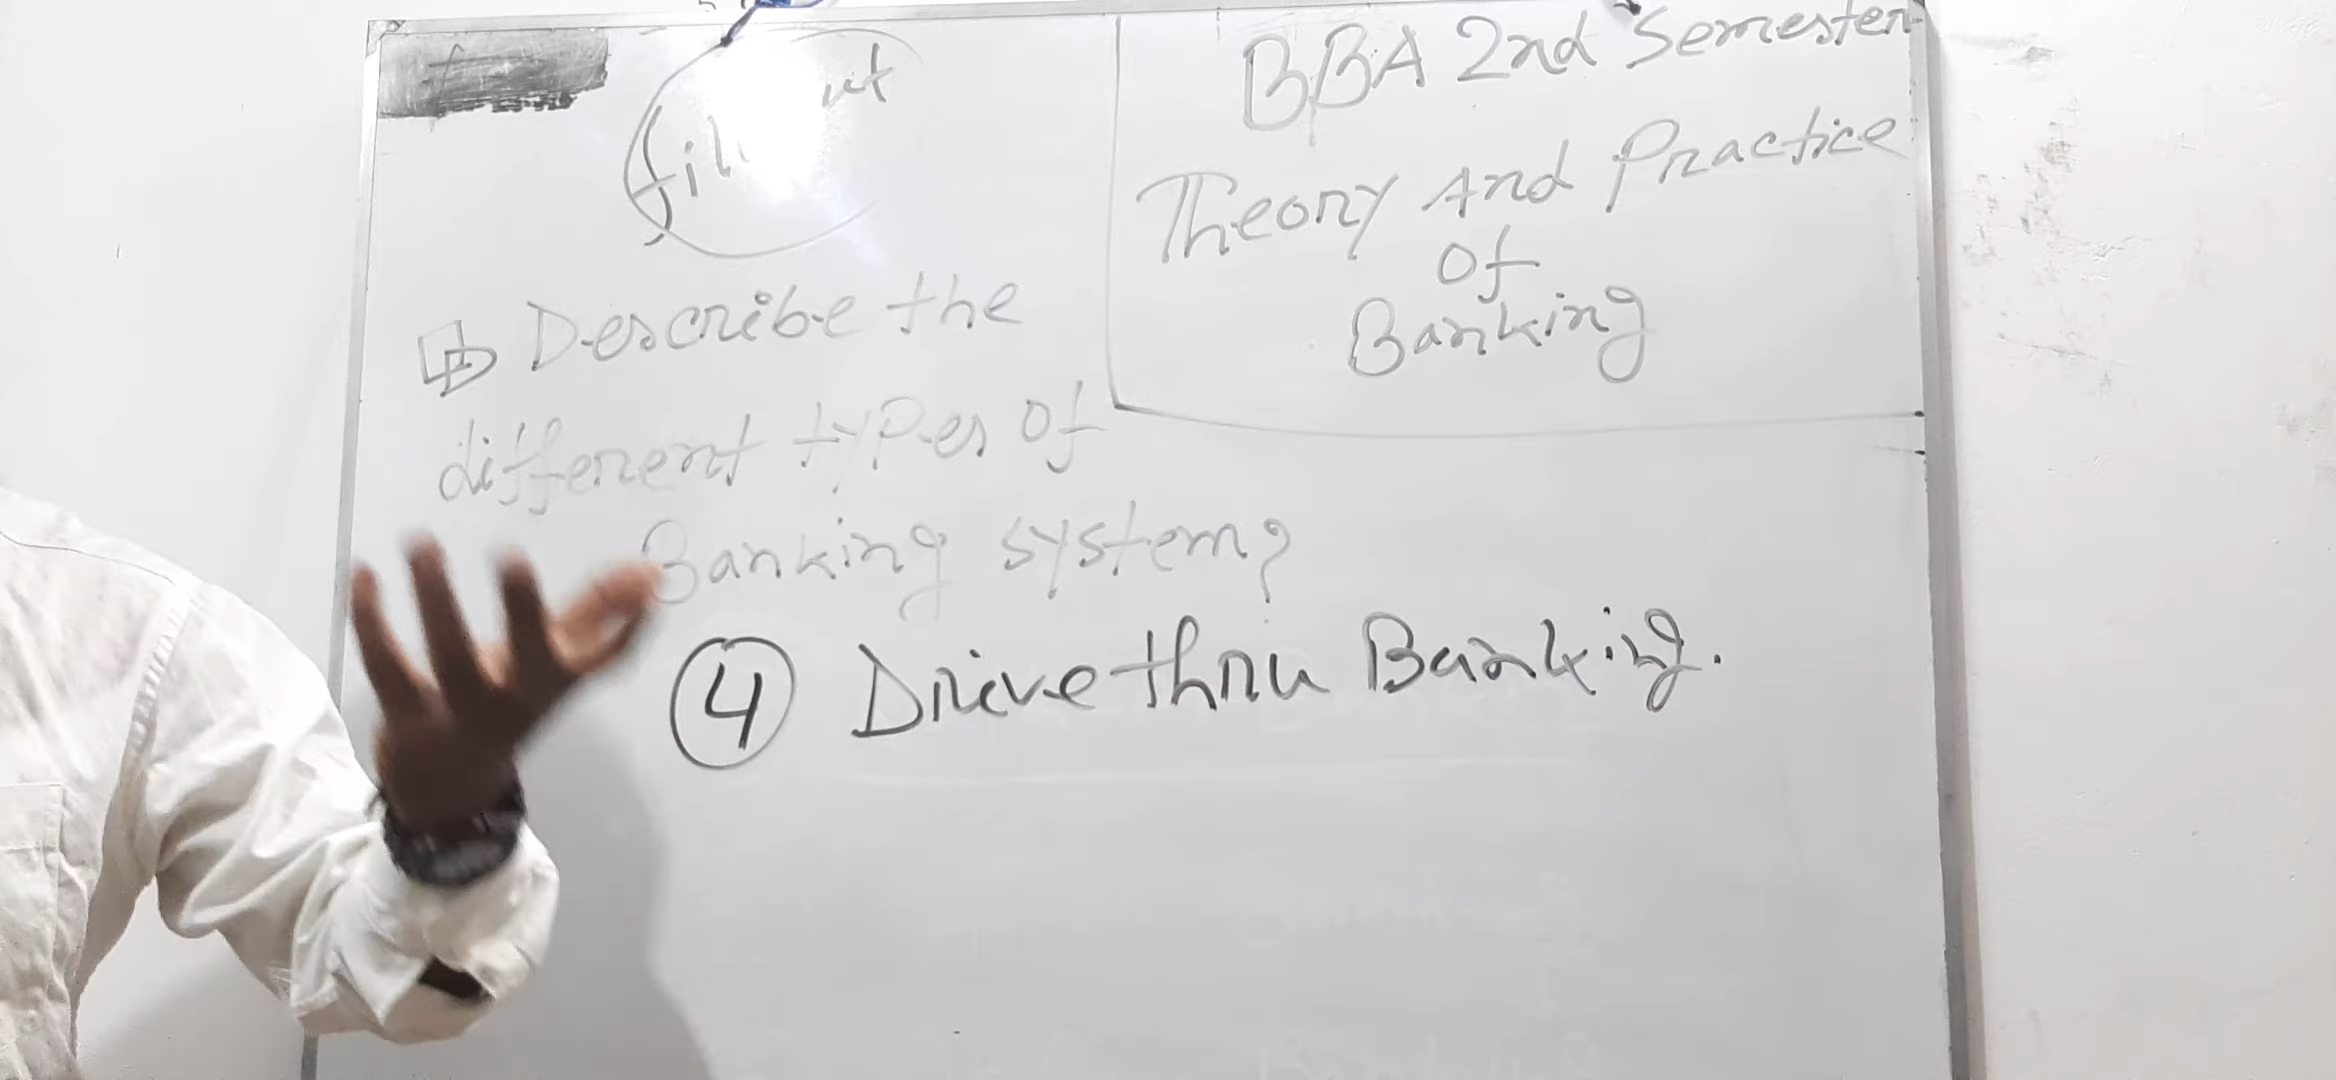 BBA 2nd Semester
Theory And Practice
Of
Banking
Describe the
different types of
Banking system?
4 Drive thru Banking.